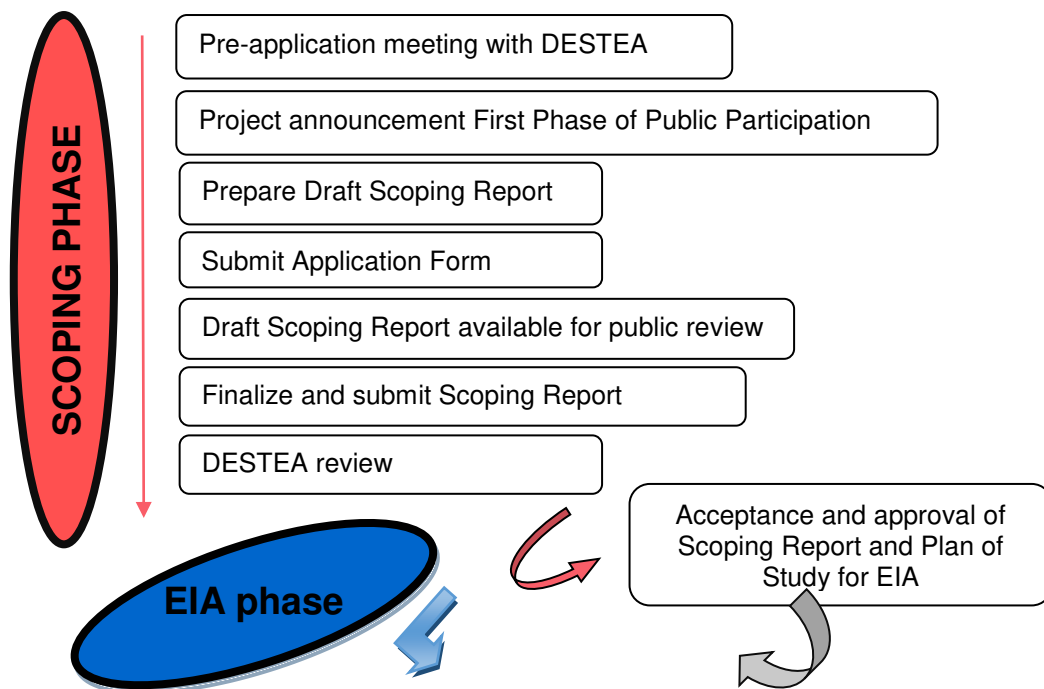 SCOPING PHASE
Pre-application meeting with DESTEA
Project announcement First Phase of Public Participation
Prepare Draft Scoping Report
Submit Application Form
Draft Scoping Report available for public review
Finalize and submit Scoping Report
DESTEA review
Acceptance and approval of
Scoping Report and Plan of
Study for EIA
EIA phase